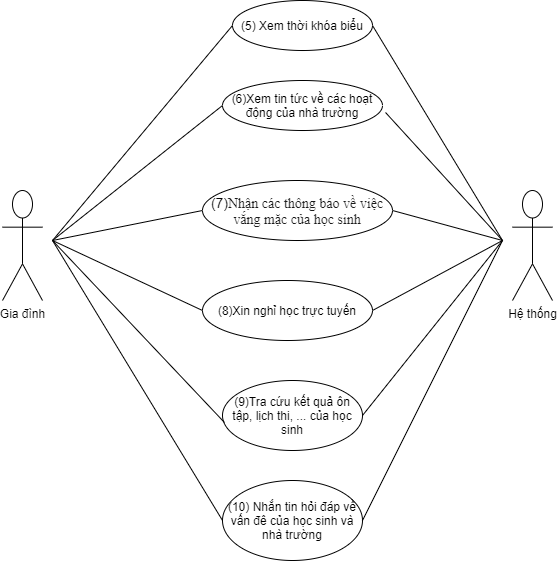 (5) Xem thời khóa biểu
(6)Xem tin tức về các hoạt
động của nhà trường
(7)Nhận các thông báo về việc
vắng mặc của học sinh
Gia đình
Hệ thống
(8)Xin nghỉ học trực tuyến
(9)Tra cứu kết quả ôn
tập, lịch thi, ... của học
sinh
(10) Nhắn tin hỏi đáp về
vấn đề của học sinh và
nhà trường